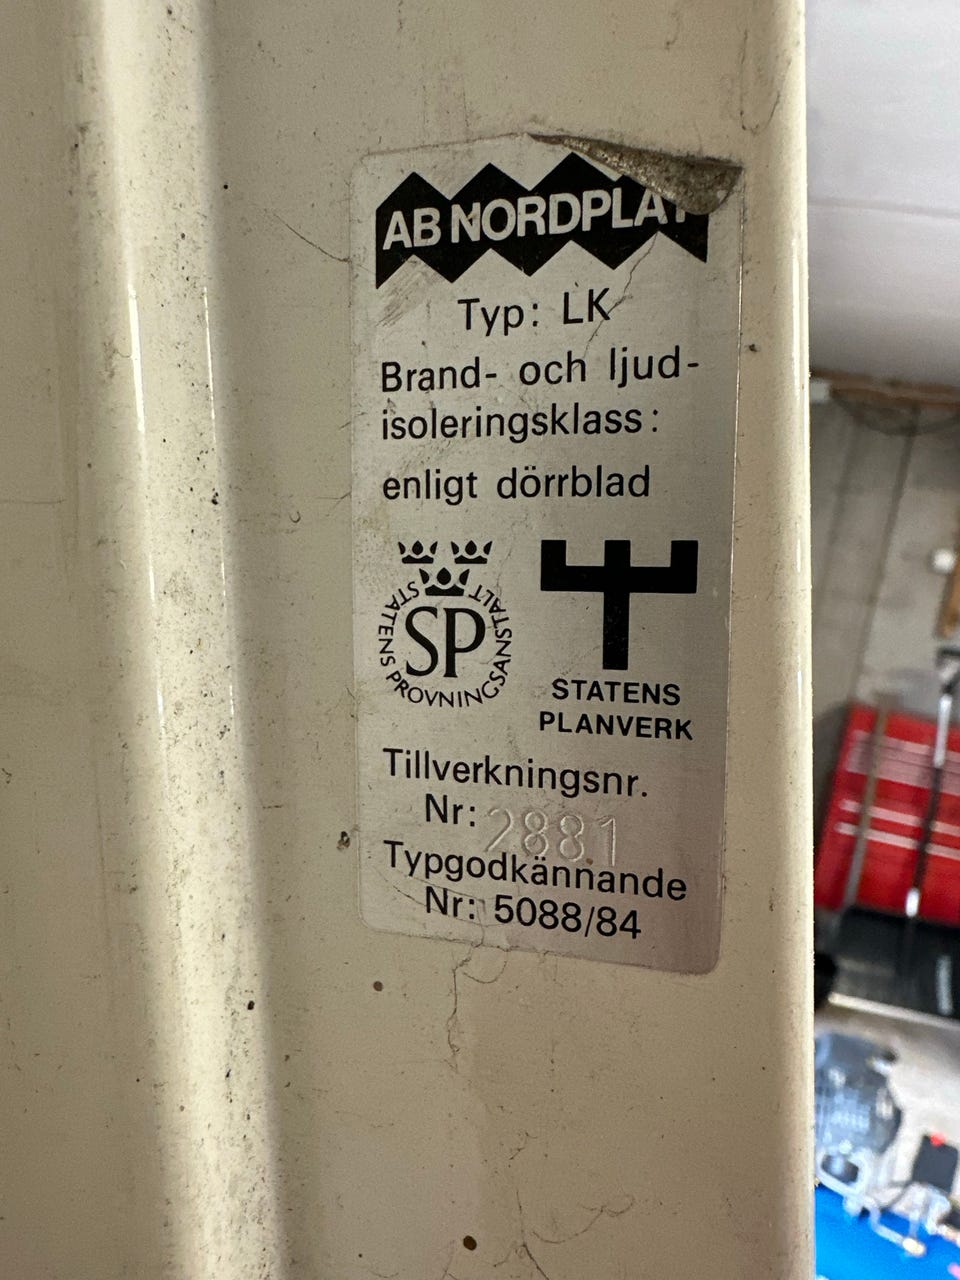 AB NORDPLÅT
Typ: LK
Brand- och ljud-
isoleringsklass:
enligt dörrblad
STATENS PROVNINGSANSTALT
SP
STATENS
PLANVERK
Tillverkningsnr.
Nr: 2881
Typgodkännande
Nr: 5088/84